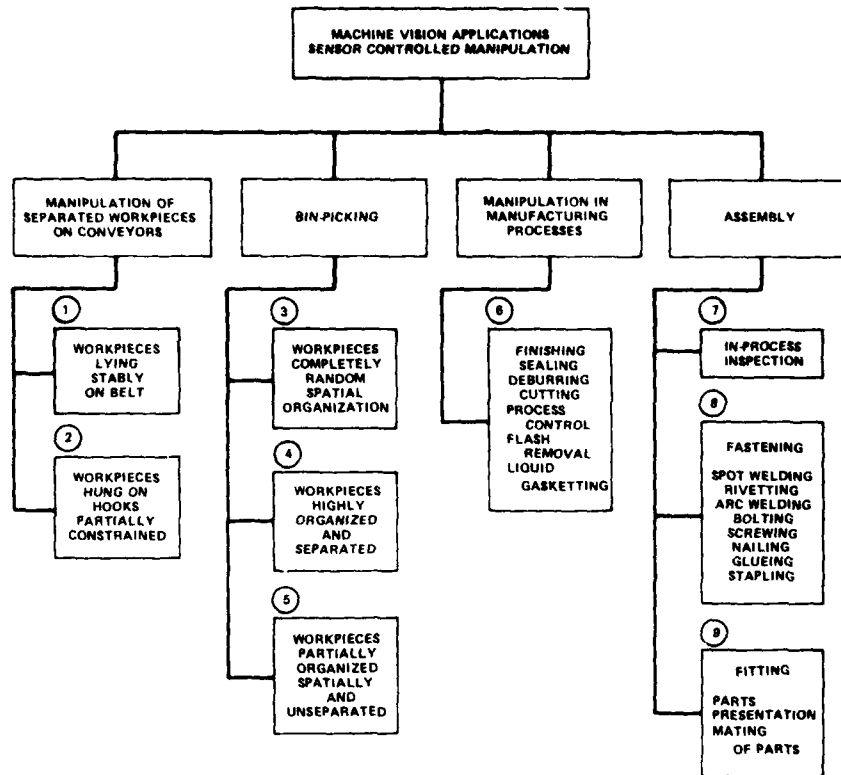 MACHINE VISION APPLICATIONS
SENSOR CONTROLLED MANIPULATION
MANIPULATION OF
SEPARATED WORKPIECES
ON CONVEYORS
BIN-PICKING
MANIPULATION IN
MANUFACTURING
PROCESSES
ASSEMBLY
1
WORKPIECES
LYING
STABLY
ON BELT
2
WORKPIECES
HUNG ON
HOOKS
PARTIALLY
CONSTRAINED
3
WORKPIECES
COMPLETELY
RANDOM
SPATIAL
ORGANIZATION
4
WORKPIECES
HIGHLY
ORGANIZED
AND
SEPARATED
5
WORKPIECES
PARTIALLY
ORGANIZED
SPATIALLY
AND
UNSEPARATED
6
FINISHING
SEALING
DEBURRING
CUTTING
PROCESS
CONTROL
FLASH
REMOVAL
LIQUID
GASKETTING
7
IN-PROCESS
INSPECTION
8
FASTENING
SPOT WELDING
RIVETTING
ARC WELDING
BOLTING
SCREWING
NAILING
GLUEING
STAPLING
9
FITTING
PARTS
PRESENTATION
MATING
OF PARTS